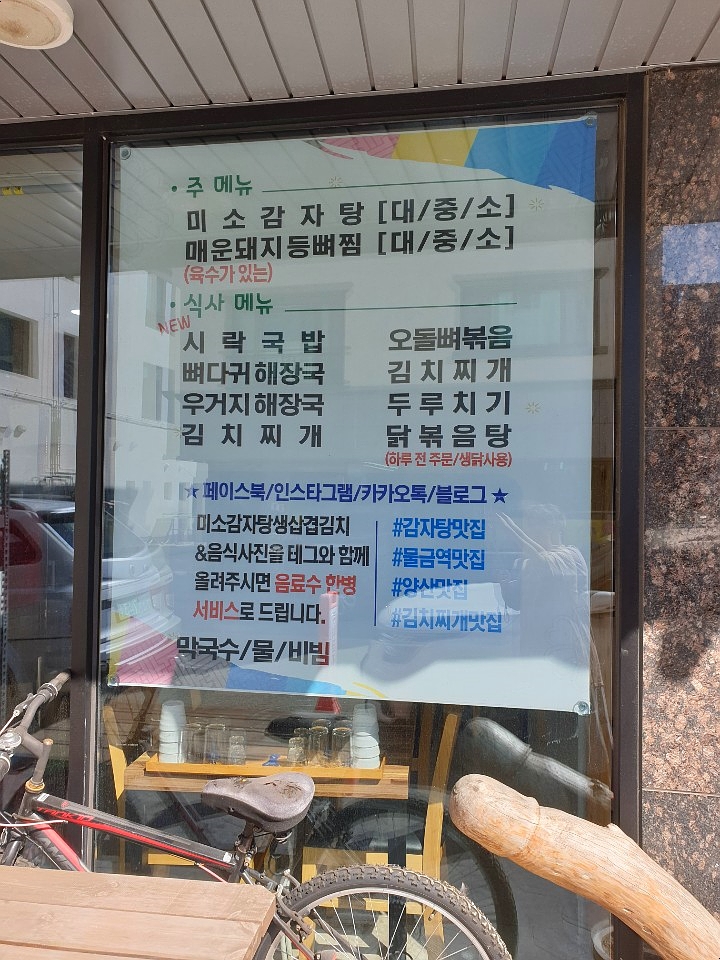 • 주 메뉴
미소감자탕 [대/중/소]
매운돼지등뼈찜 [대/중/소]
(육수가 있는)
• 식사 메뉴
NEW
시락국밥
뼈다귀해장국
우거지해장국
김치찌개
오돌뼈볶음
김치찌개
두루치기
닭볶음탕
(하루 전 주문/생닭사용)
★ 페이스북/인스타그램/카카오톡/블로그 ★
미소감자탕생삼겹김치
&음식사진을 테그와 함께
올려주시면 음료수 한병
서비스로 드립니다.
#감자탕맛집
#물금역맛집
#양산맛집
#김치찌개맛집
막국수/물/비빔